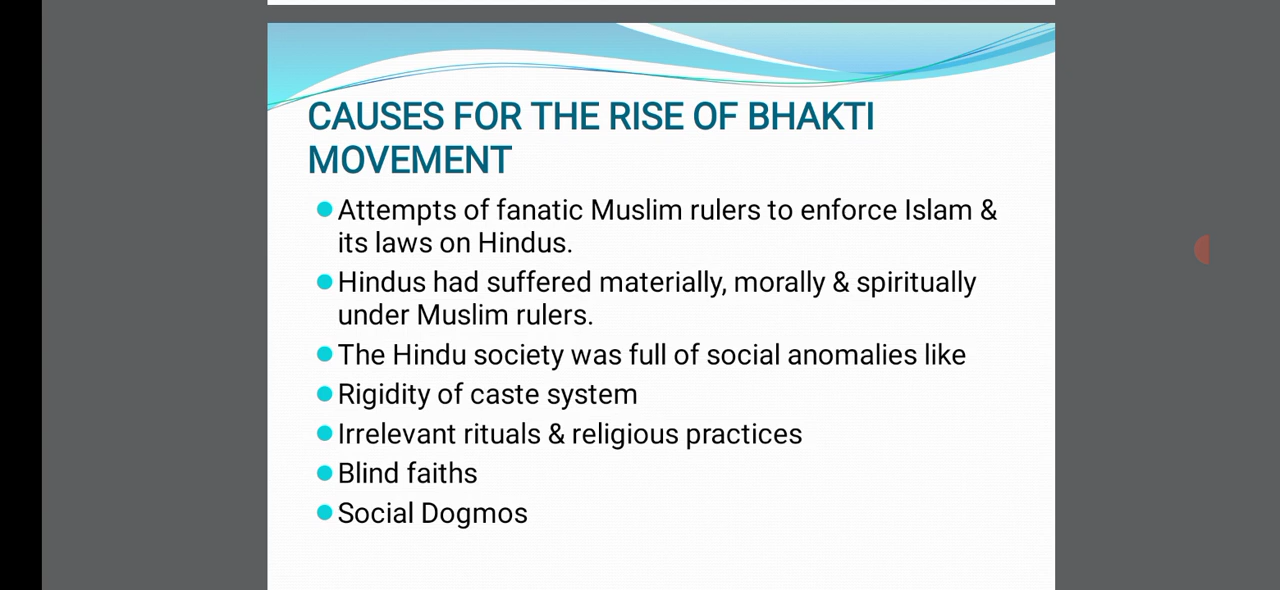 CAUSES FOR THE RISE OF BHAKTI
MOVEMENT
Attempts of fanatic Muslim rulers to enforce Islam &
its laws on Hindus.
Hindus had suffered materially, morally & spiritually
under Muslim rulers.
The Hindu society was full of social anomalies like
Rigidity of caste system
Irrelevant rituals & religious practices
Blind faiths
Social Dogmos